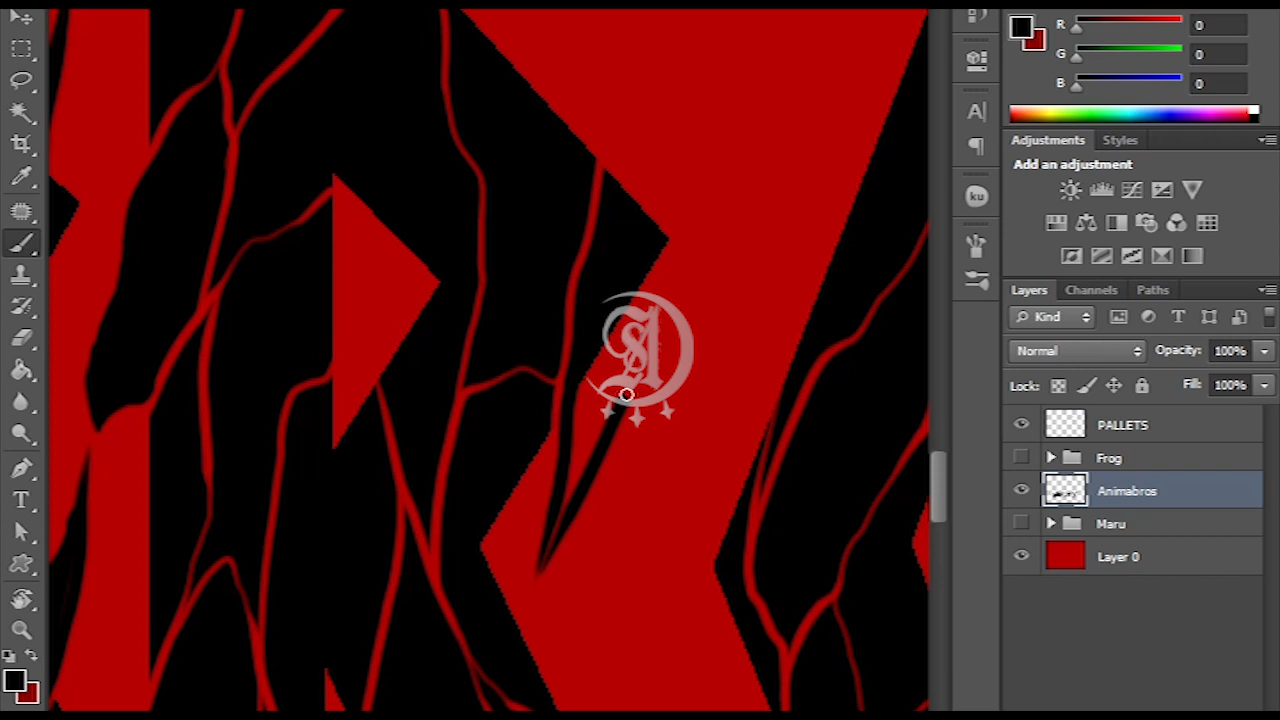 R 0
G 0
B 0
A|
ku
Adjustments Styles
Add an adjustment
Layers Channels Paths
Kind T
Normal Opacity: 100%
Lock: Fill: 100%
PALLETS
Frog
Animabros
Maru
Layer 0
T